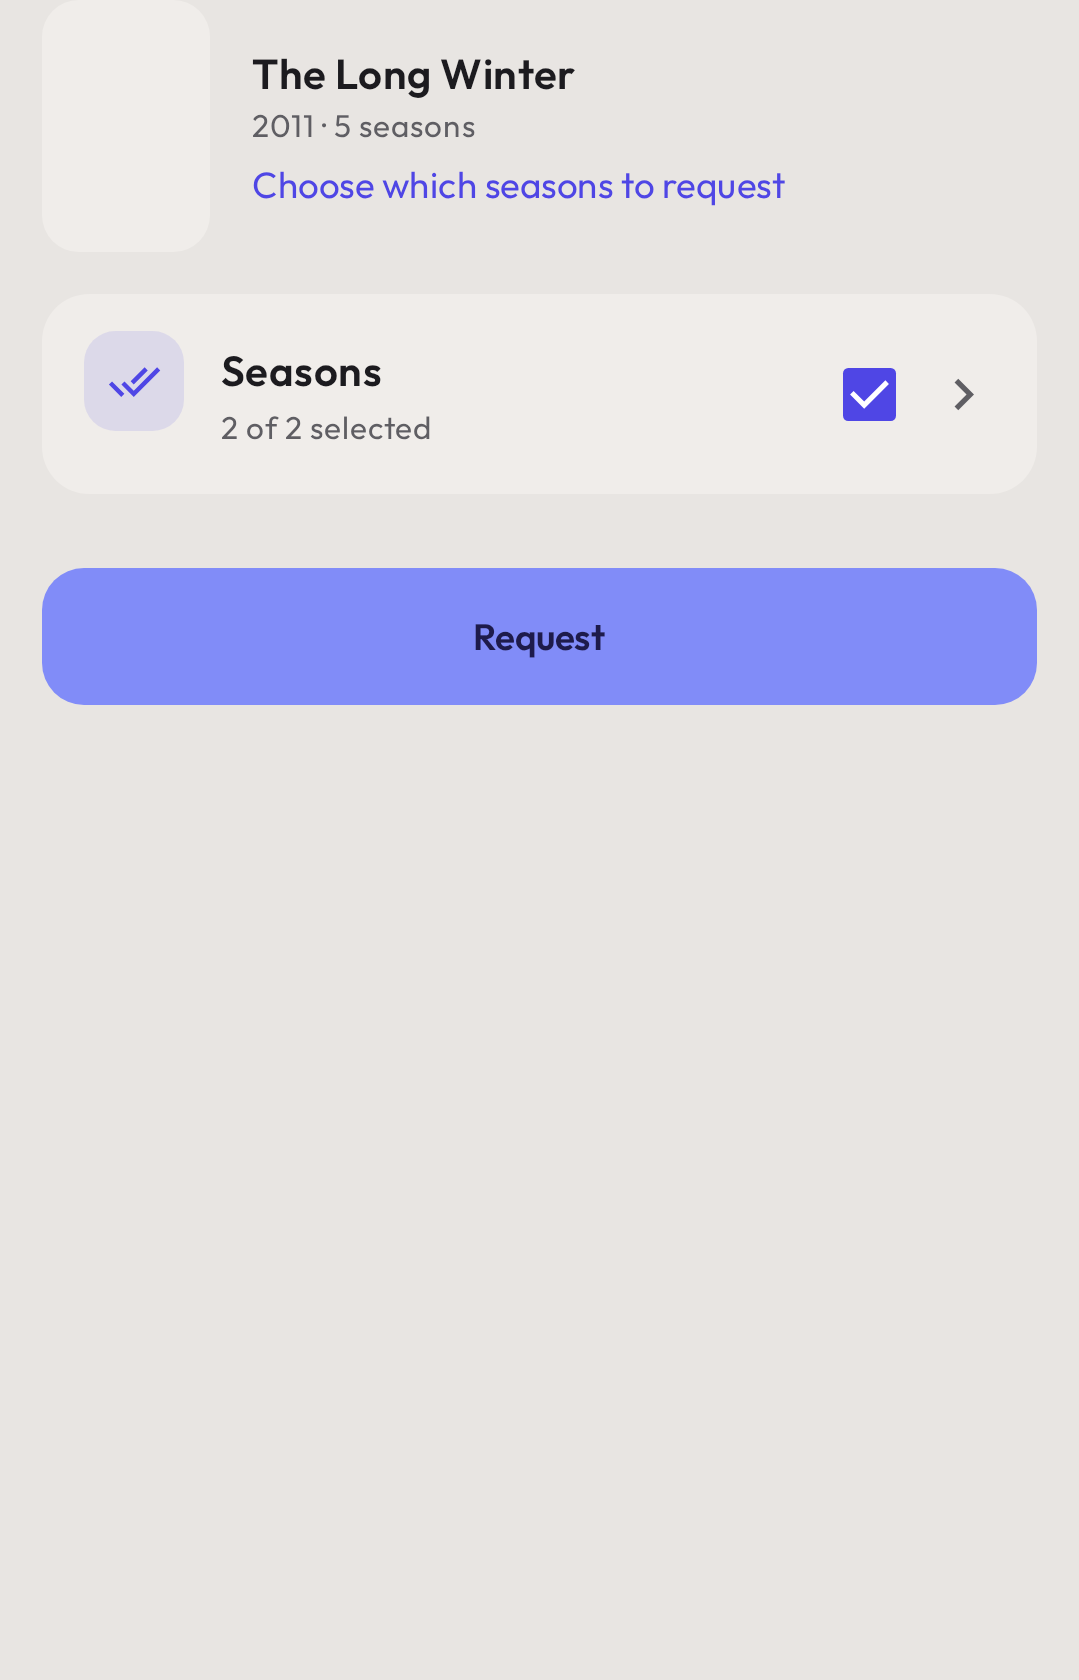 The Long Winter
2011 · 5 seasons
Choose which seasons to request
Seasons
2 of 2 selected
Request